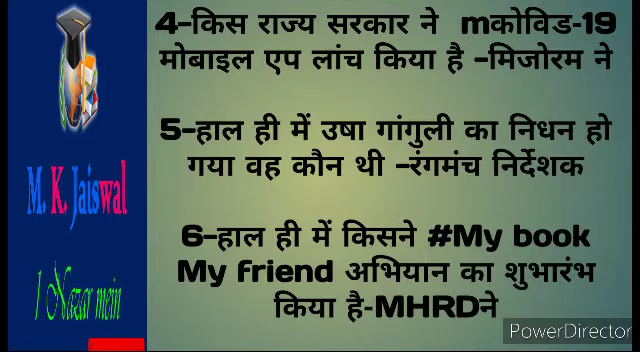 4-किस राज्य सरकार ने mकोविड-19
मोबाइल एप लांच किया है -मिजोरम ने
5-हाल ही में उषा गांगुली का निधन हो
गया वह कौन थी -रंगमंच निर्देशक
6-हाल ही में किसने #My book
My friend अभियान का शुभारंभ
किया है-MHRDने
M. K. Jaiswal
1 Nazar mein
PowerDirector